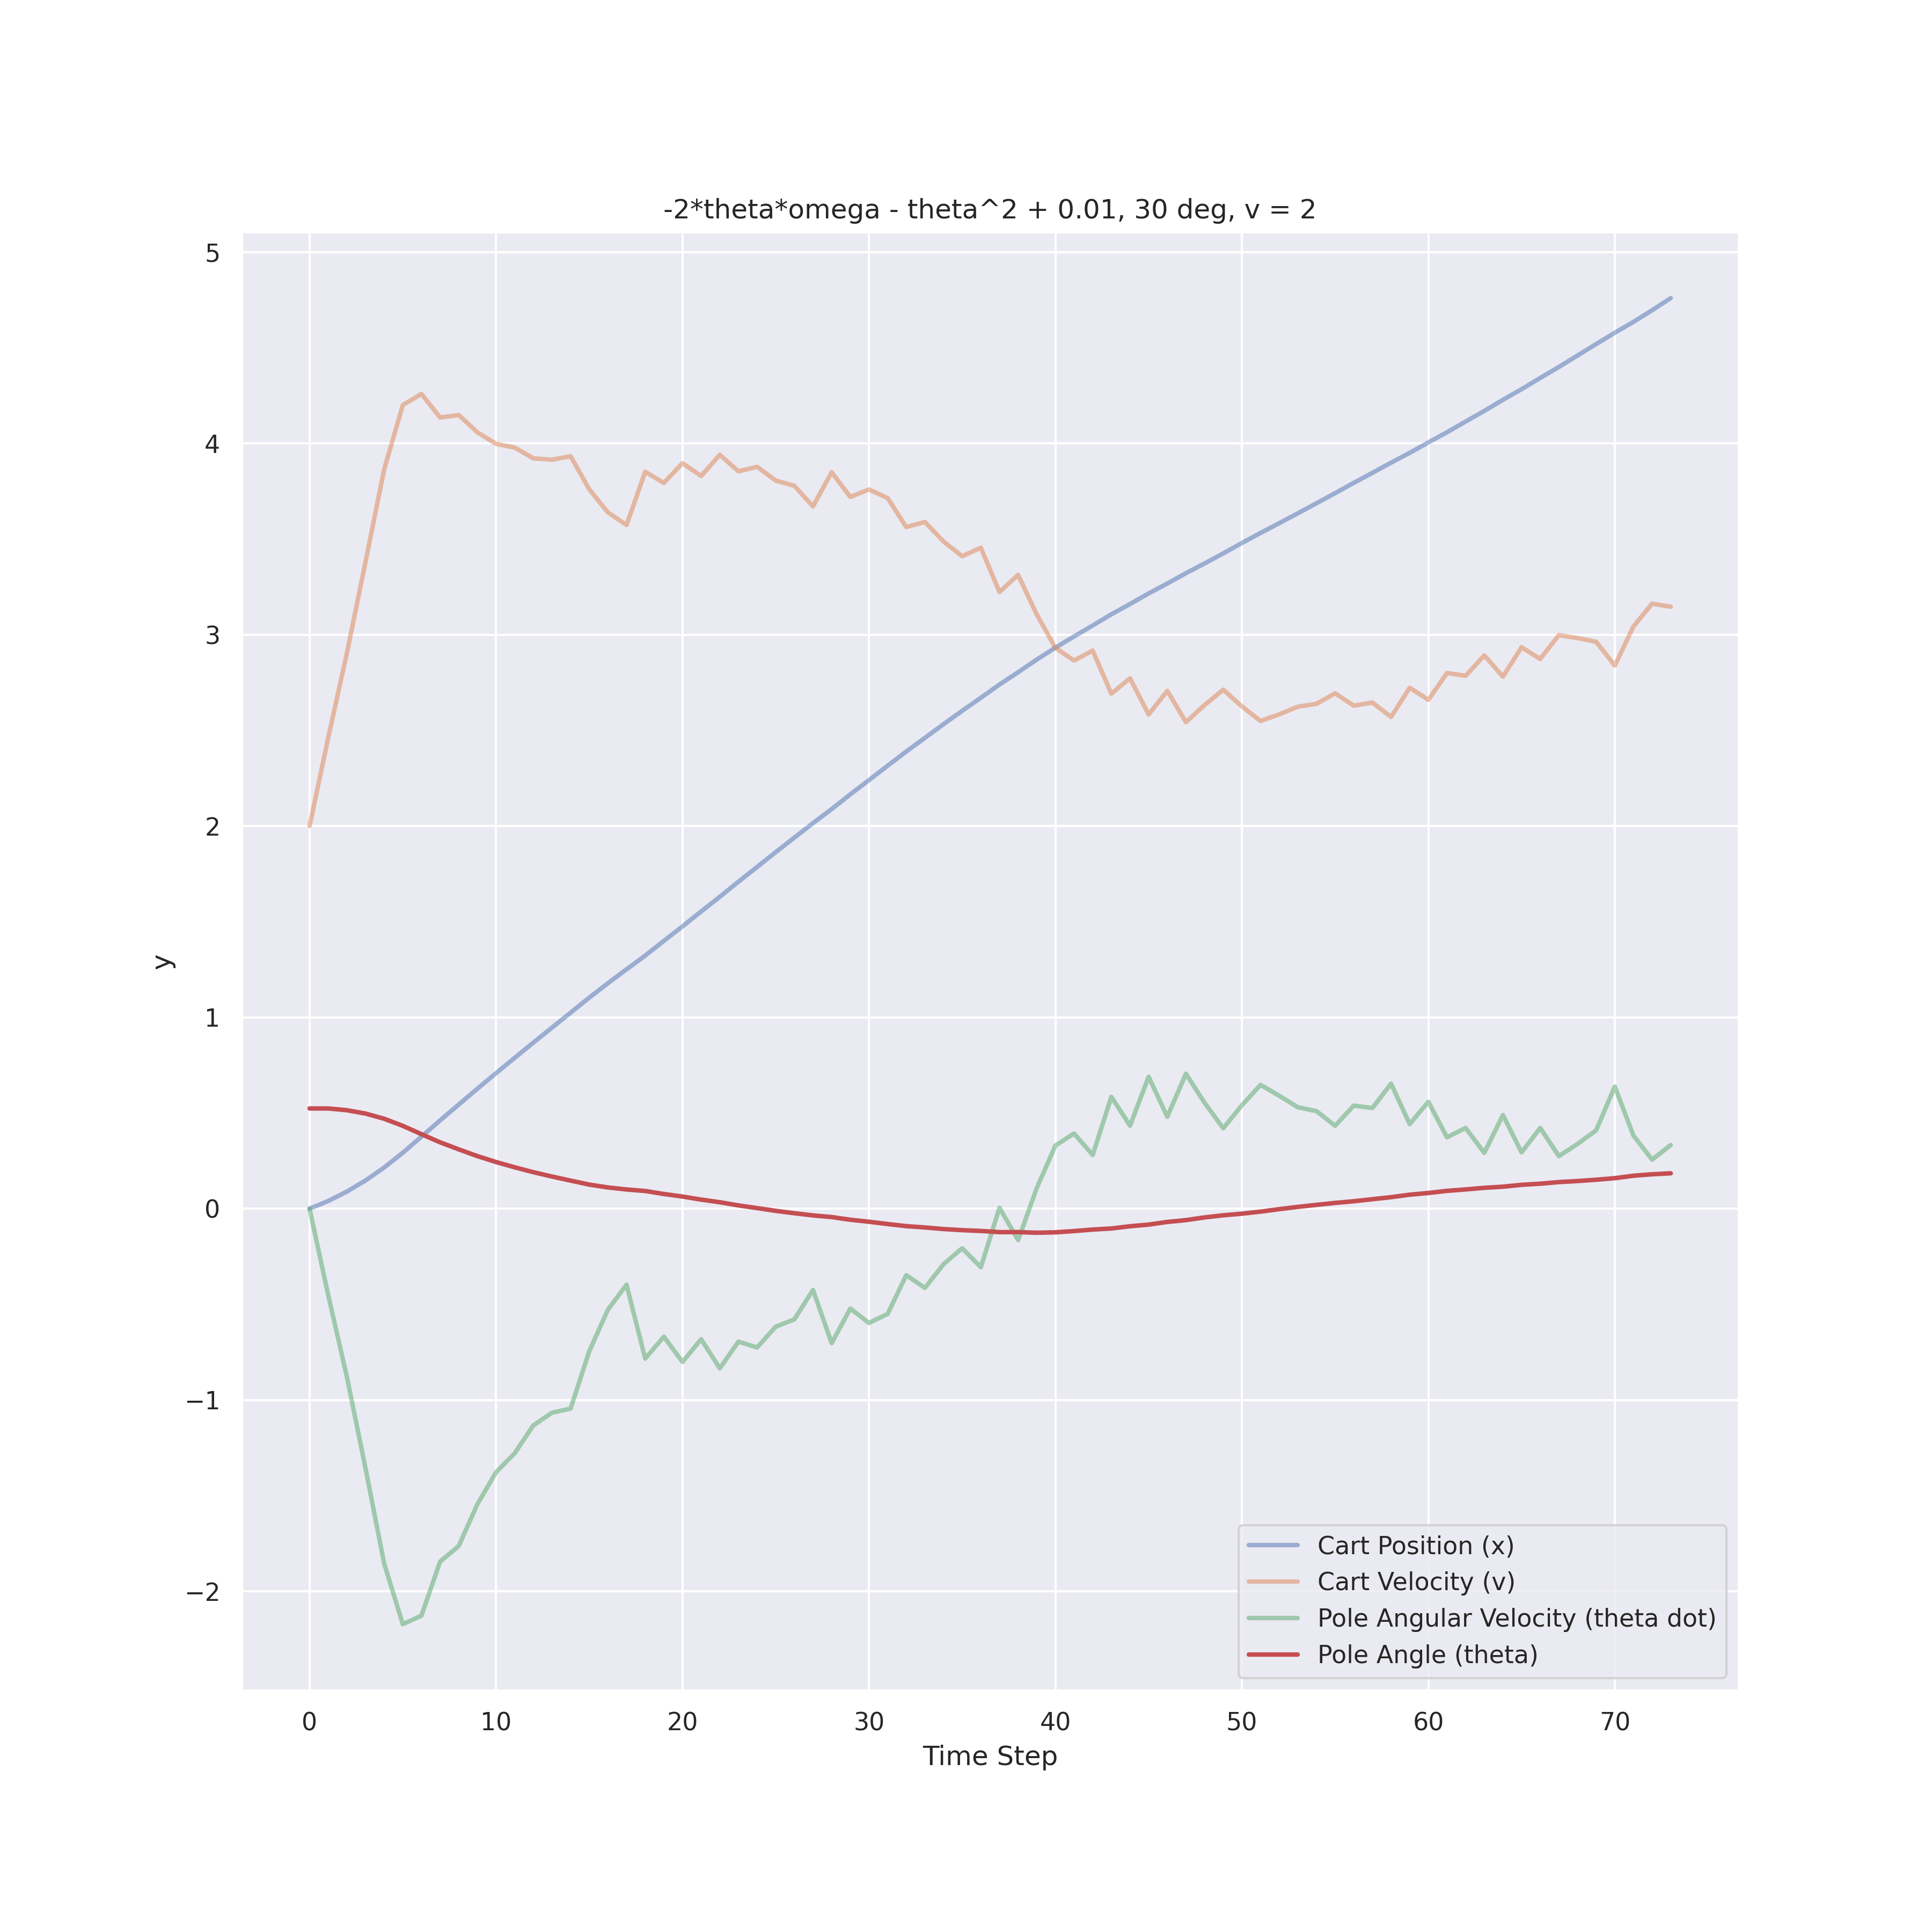 -2*theta*omega - theta^2 + 0.01, 30 deg, v = 2
5
4
3
2
1
0
−1
−2
y
0 10 20 30 40 50 60 70
Time Step
Cart Position (x)
Cart Velocity (v)
Pole Angular Velocity (theta dot)
Pole Angle (theta)